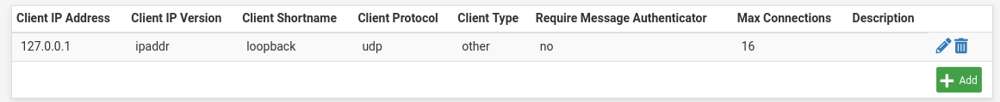 Client IP Address Client IP Version Client Shortname Client Protocol Client Type Require Message Authenticator Max Connections Description
127.0.0.1 ipaddr loopback udp other no 16
Add